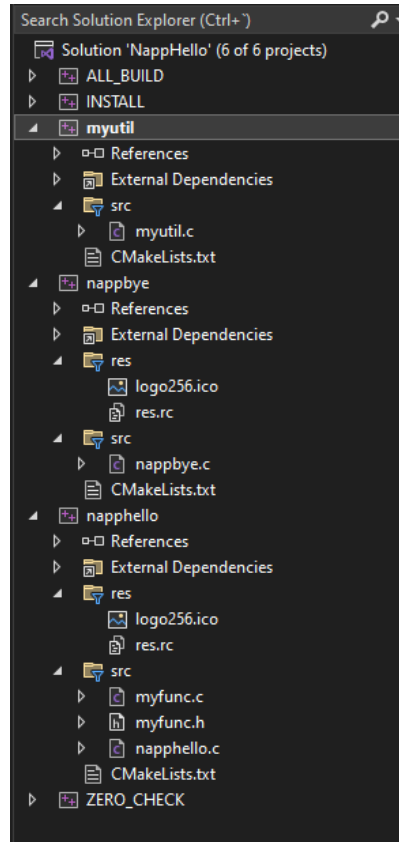 Search Solution Explorer (Ctrl+`)
Solution 'NappHello' (6 of 6 projects)
ALL_BUILD
INSTALL
myutil
References
External Dependencies
src
myutil.c
CMakeLists.txt
nappbye
References
External Dependencies
res
logo256.ico
res.rc
src
nappbye.c
CMakeLists.txt
napphello
References
External Dependencies
res
logo256.ico
res.rc
src
myfunc.c
myfunc.h
napphello.c
CMakeLists.txt
ZERO_CHECK